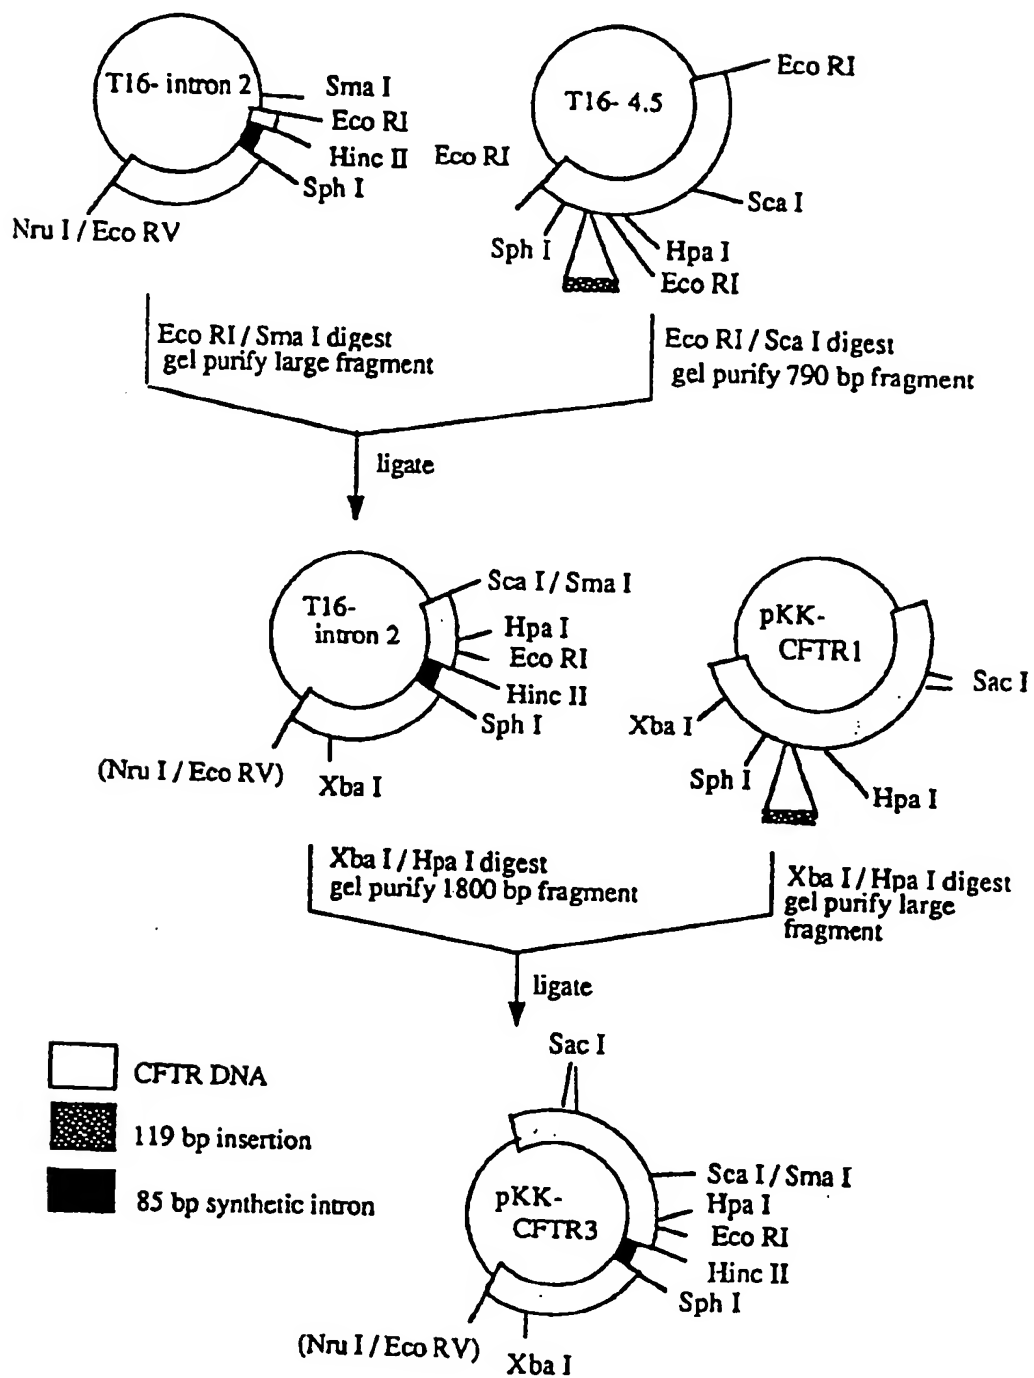 T16- intron 2
Sma I
Eco RI
Hinc II
Sph I
Nru I / Eco RV
T16- 4.5
Eco RI
Eco RI
Sca I
Sph I
Hpa I
Eco RI
Eco RI / Sma I digest
gel purify large fragment
Eco RI / Sca I digest
gel purify 790 bp fragment
ligate
T16-
intron 2
Sca I / Sma I
Hpa I
Eco RI
Hinc II
Sph I
(Nru I / Eco RV)
Xba I
pKK-
CFTR1
Sac I
Xba I
Sph I
Hpa I
Xba I / Hpa I digest
gel purify 1800 bp fragment
Xba I / Hpa I digest
gel purify large
fragment
ligate
CFTR DNA
119 bp insertion
85 bp synthetic intron
Sac I
pKK-
CFTR3
Sca I / Sma I
Hpa I
Eco RI
Hinc II
Sph I
(Nru I / Eco RV)
Xba I